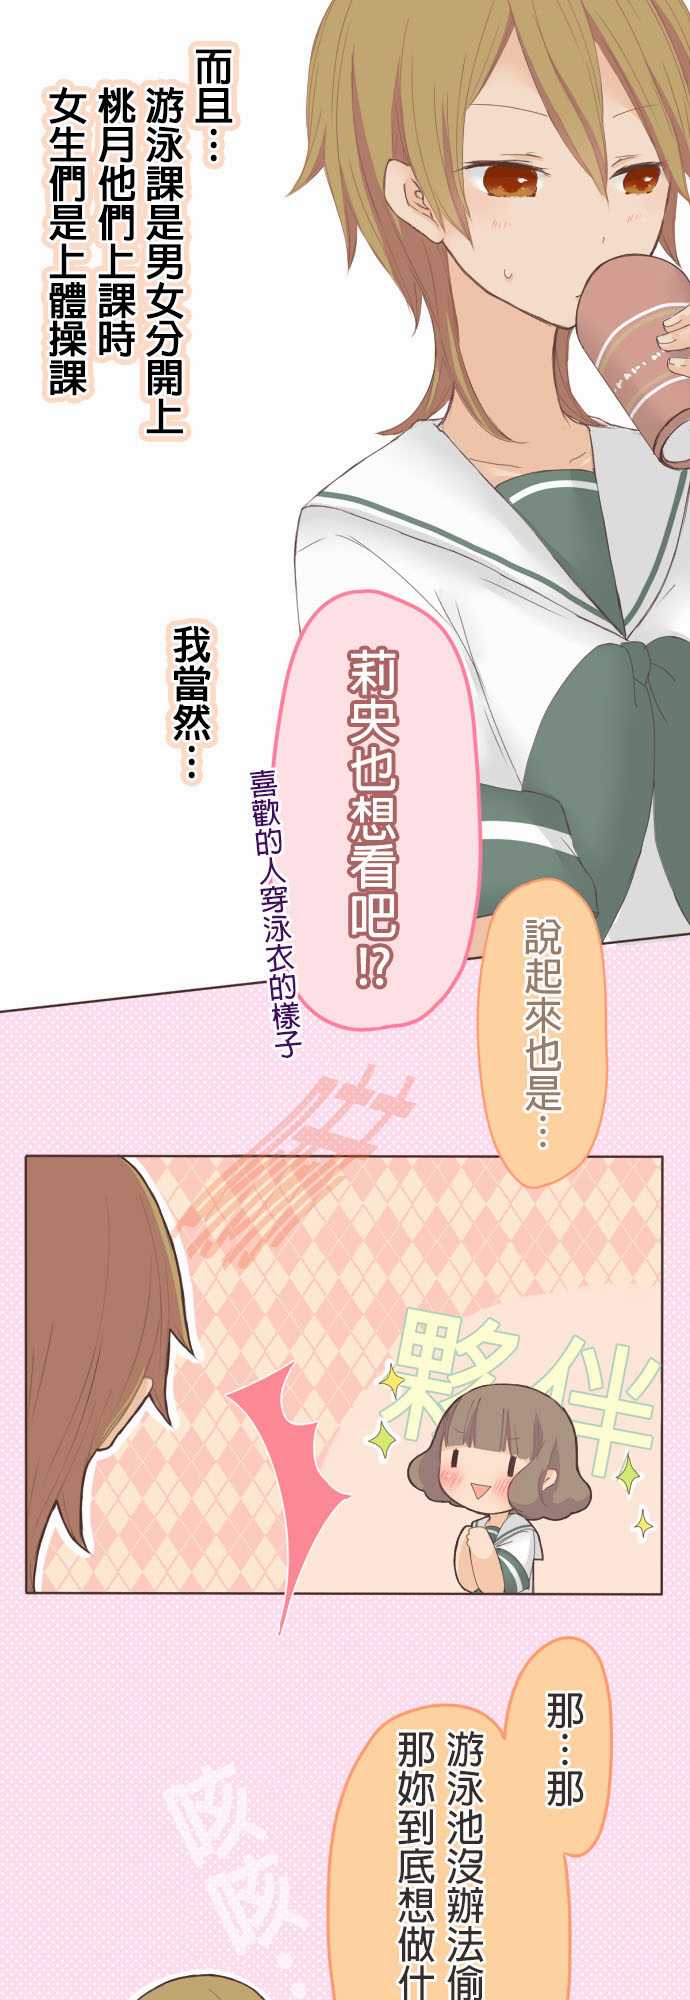 而且…
游泳課是男女分開上
桃月他們上課時
女生們是上體操課
我當然…
莉央也想看吧!?
喜歡的人穿泳衣的樣子
說起來也是…
夥伴
那…那
游泳池沒辦法偷
那妳到底想做什
咳
咳…